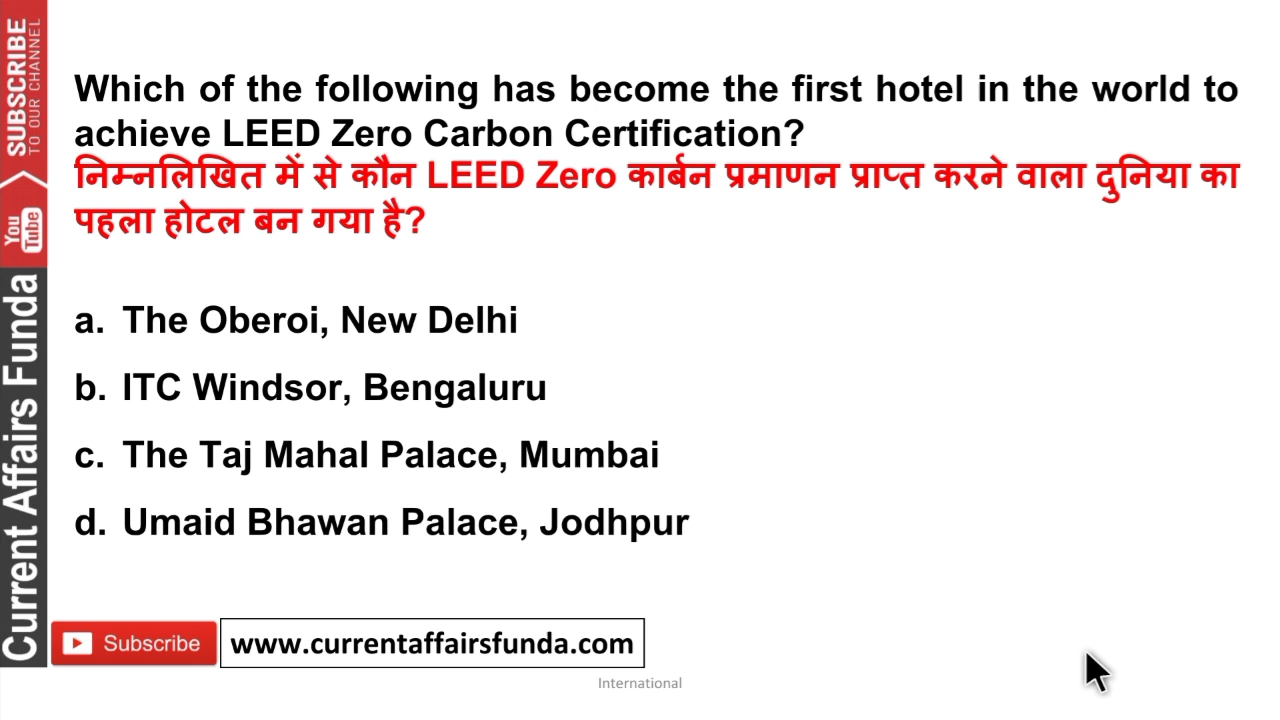 Which of the following has become the first hotel in the world to
achieve LEED Zero Carbon Certification?
निम्नलिखित में से कौन LEED Zero कार्बन प्रमाणन प्राप्त करने वाला दुनिया का
पहला होटल बन गया है?
a. The Oberoi, New Delhi
b. ITC Windsor, Bengaluru
c. The Taj Mahal Palace, Mumbai
d. Umaid Bhawan Palace, Jodhpur
SUBSCRIBE
TO OUR CHANNEL
You
Tube
Current Affairs Funda
Subscribe
www.currentaffairsfunda.com
International